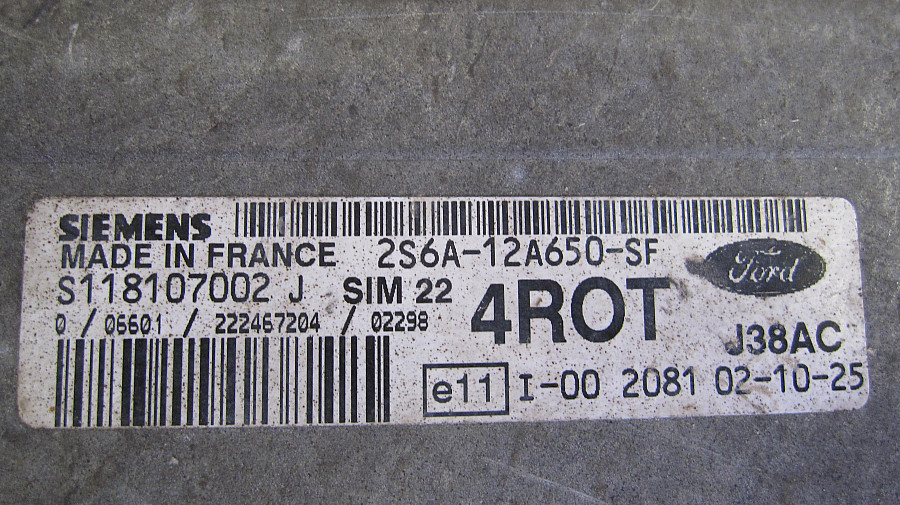 SIEMENS
MADE IN FRANCE 2S6A-12A650-SF
Ford
S118107002 J SIM 22
4ROT
0 / 06601 / 222467204 / 02298
J38AC
e11 I-00 2081 02-10-25